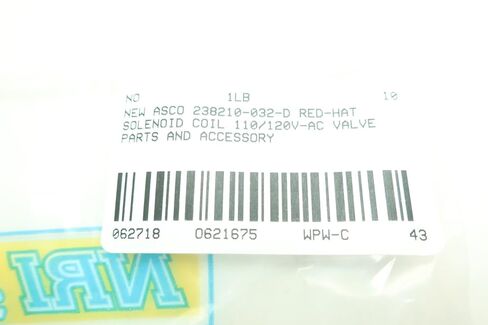 NO 1LB 10
NEW ASCO 238210-032-D RED-HAT
SOLENOID COIL 110/120V-AC VALVE
PARTS AND ACCESSORY
062718 0621675 WPW-C 43
NRI